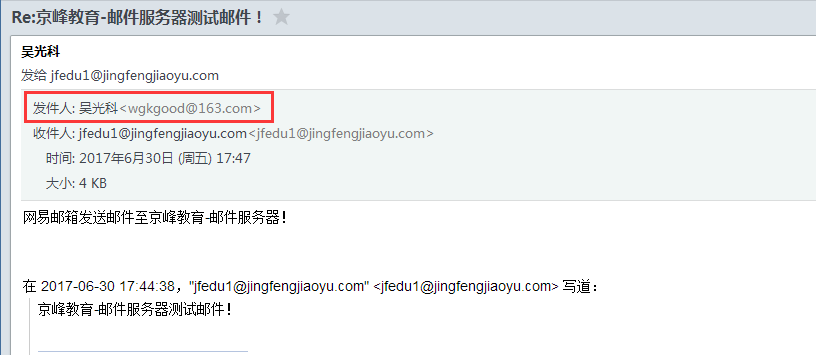 Re:京峰教育-邮件服务器测试邮件！
吴光科
发给 jfedu1@jingfengjiaoyu.com
发件人: 吴光科<wgkgood@163.com>
收件人: jfedu1@jingfengjiaoyu.com<jfedu1@jingfengjiaoyu.com>
时间: 2017年6月30日 (周五) 17:47
大小: 4 KB
网易邮箱发送邮件至京峰教育-邮件服务器！
在 2017-06-30 17:44:38，"jfedu1@jingfengjiaoyu.com" <jfedu1@jingfengjiaoyu.com> 写道：
京峰教育-邮件服务器测试邮件！